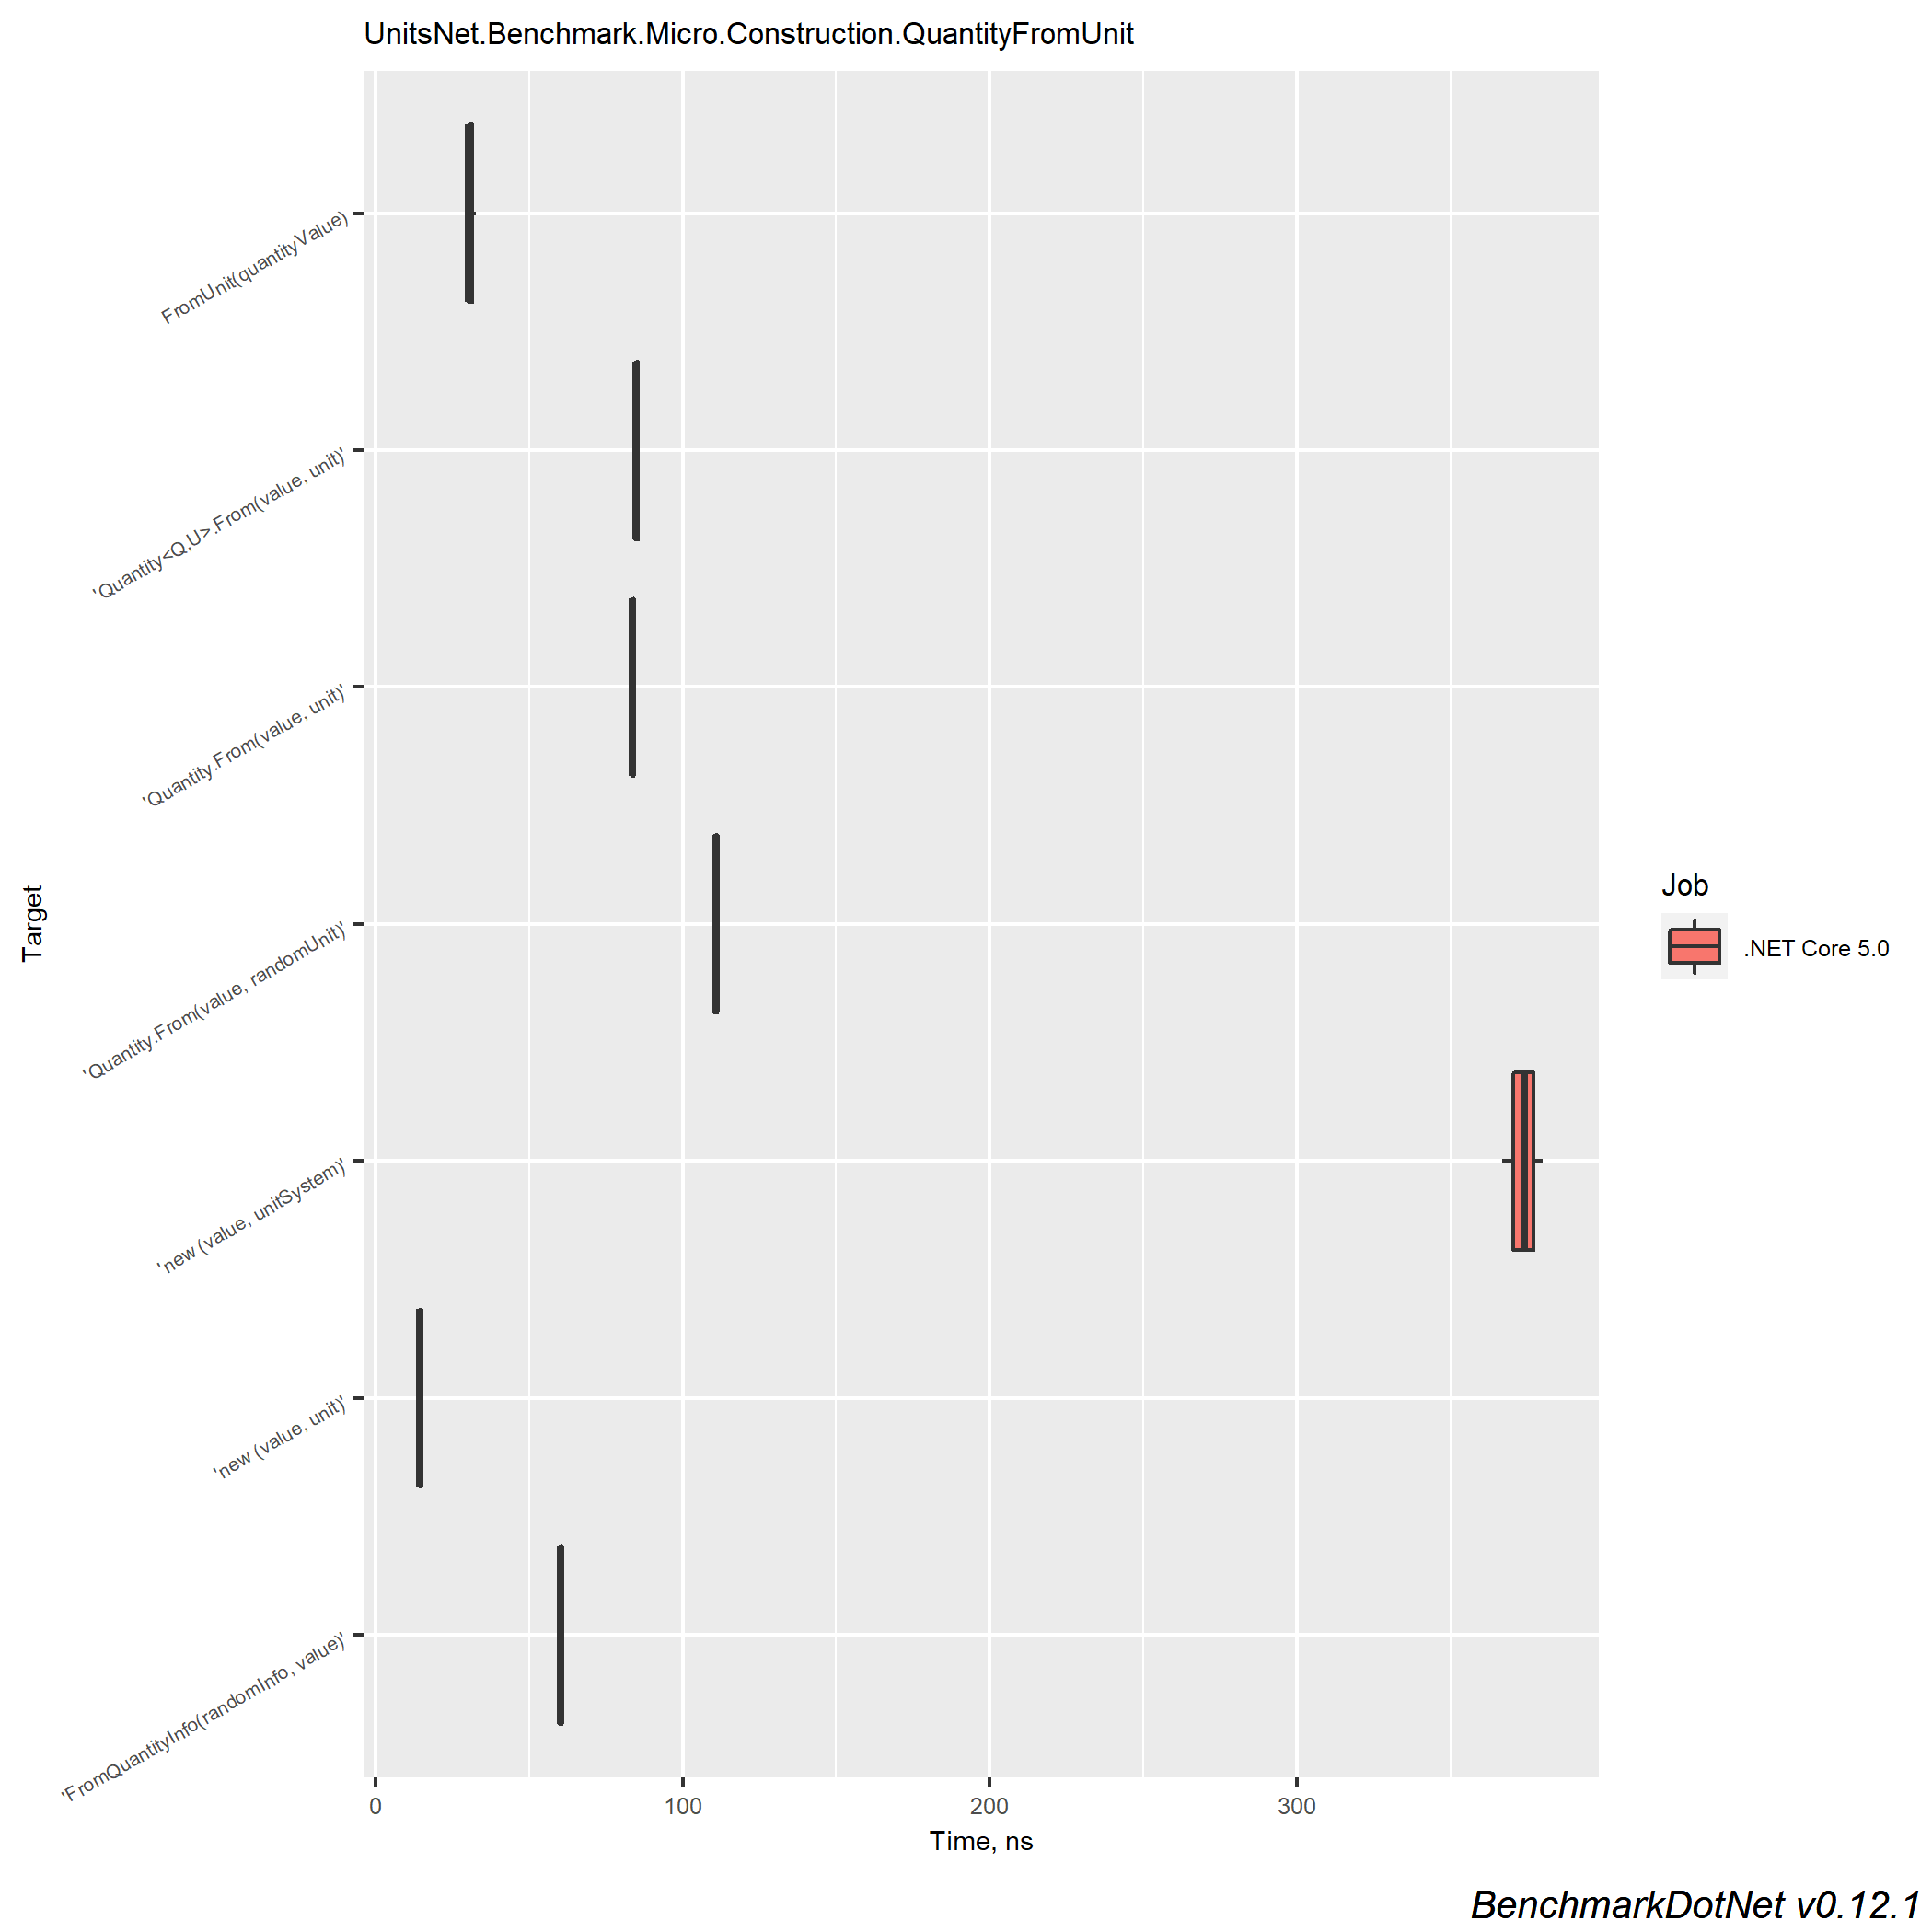 UnitsNet.Benchmark.Micro.Construction.QuantityFromUnit
FromUnit(quantityValue)
'Quantity<Q,U>.From(value, unit)'
'Quantity.From(value, unit)'
'Quantity.From(value, randomUnit)'
'new (value, unitSystem)'
'new (value, unit)'
'FromQuantityInfo(randomInfo, value)'
Target
0 100 200 300
Time, ns
Job
.NET Core 5.0
BenchmarkDotNet v0.12.1